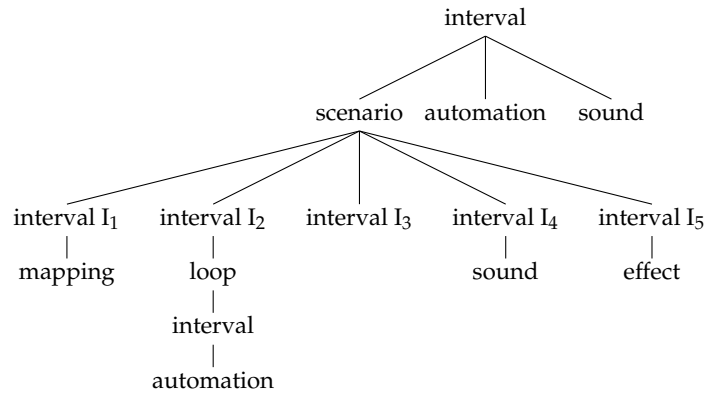 interval
scenario automation sound
interval I₁ interval I₂ interval I₃ interval I₄ interval I₅
mapping loop sound effect
interval
automation